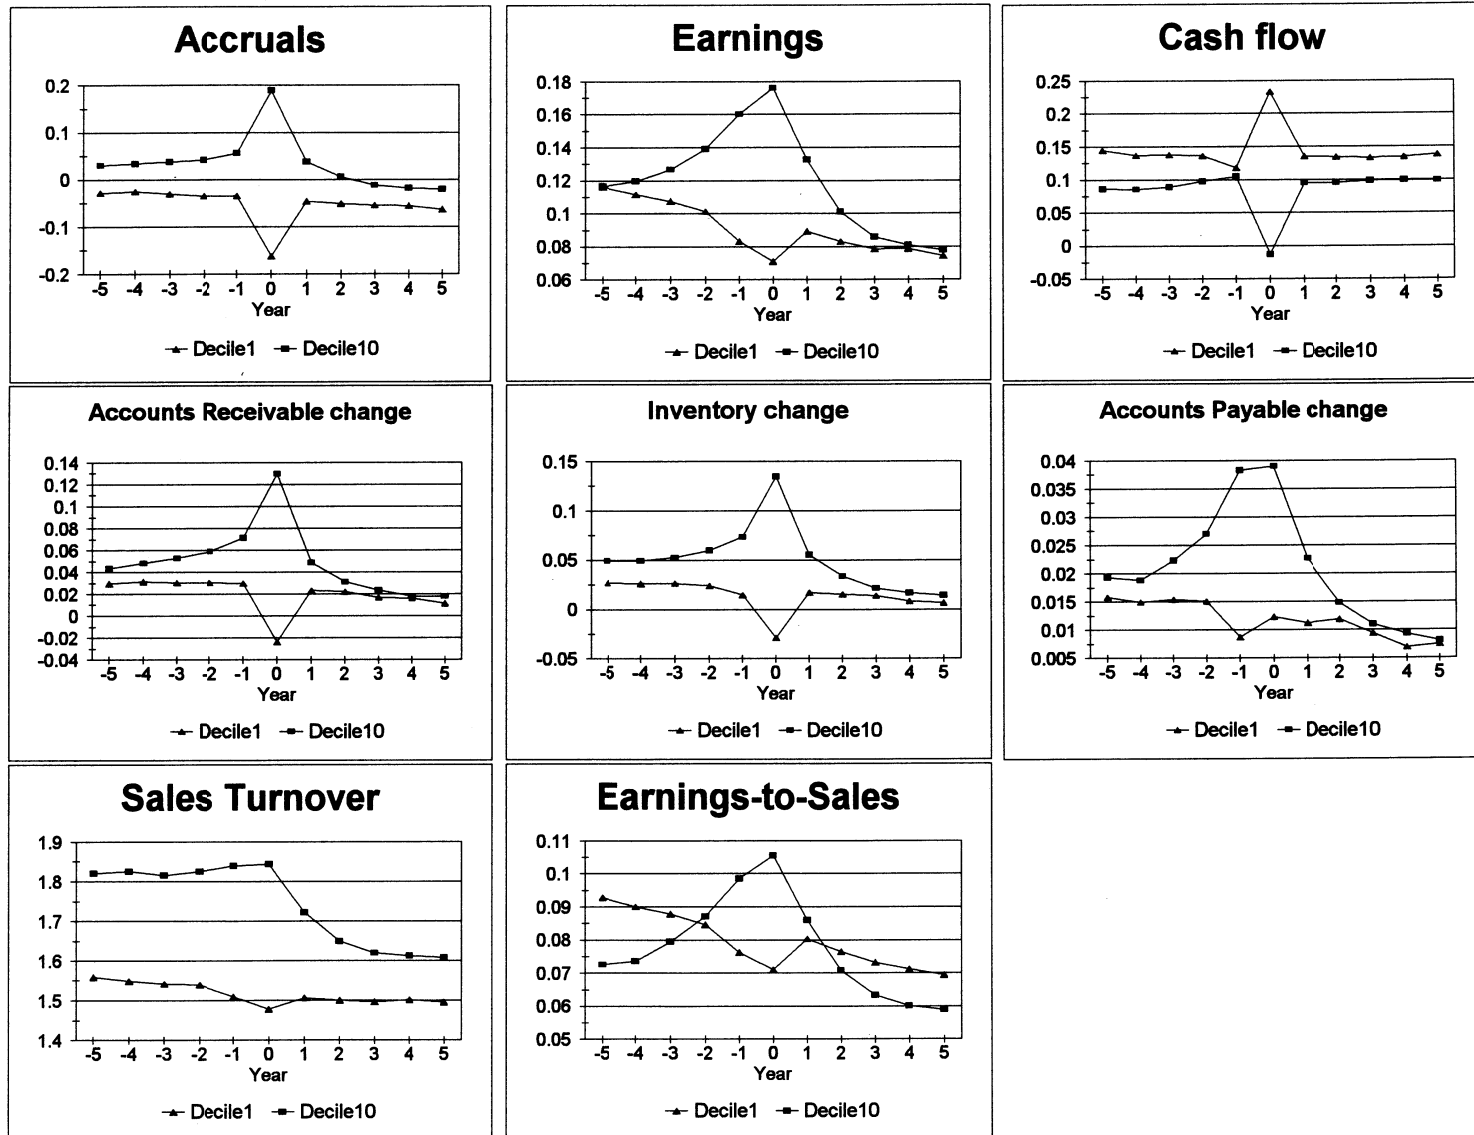 Accruals
0.2
0.1
0
-0.1
-0.2
-5 -4 -3 -2 -1 0 1 2 3 4 5
Year
Decile1 Decile10
Earnings
0.18
0.16
0.14
0.12
0.1
0.08
0.06
-5 -4 -3 -2 -1 0 1 2 3 4 5
Year
Decile1 Decile10
Cash flow
0.25
0.2
0.15
0.1
0.05
0
-0.05
-5 -4 -3 -2 -1 0 1 2 3 4 5
Year
Decile1 Decile10
Accounts Receivable change
0.14
0.12
0.1
0.08
0.06
0.04
0.02
0
-0.02
-0.04
-5 -4 -3 -2 -1 0 1 2 3 4 5
Year
Decile1 Decile10
Inventory change
0.15
0.1
0.05
0
-0.05
-5 -4 -3 -2 -1 0 1 2 3 4 5
Year
Decile1 Decile10
Accounts Payable change
0.04
0.035
0.03
0.025
0.02
0.015
0.01
0.005
-5 -4 -3 -2 -1 0 1 2 3 4 5
Year
Decile1 Decile10
Sales Turnover
1.9
1.8
1.7
1.6
1.5
1.4
-5 -4 -3 -2 -1 0 1 2 3 4 5
Year
Decile1 Decile10
Earnings-to-Sales
0.11
0.1
0.09
0.08
0.07
0.06
0.05
-5 -4 -3 -2 -1 0 1 2 3 4 5
Year
Decile1 Decile10